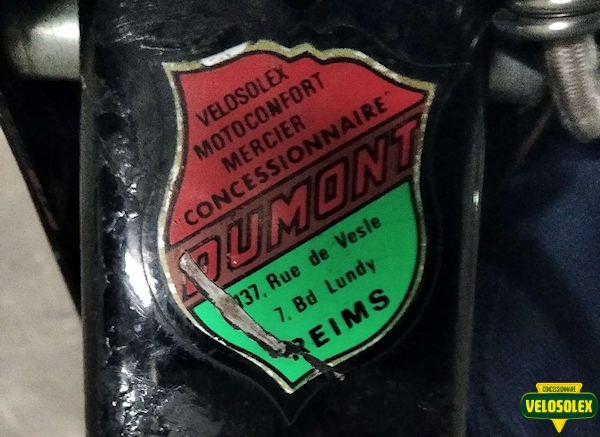 VELOSOLEX
MOTOCONFORT
MERCIER
"CONCESSIONNAIRE"
DUMONT
137, Rue de Vesle
7, Bd Lundy
REIMS
CONCESSIONNAIRE
VELOSOLEX